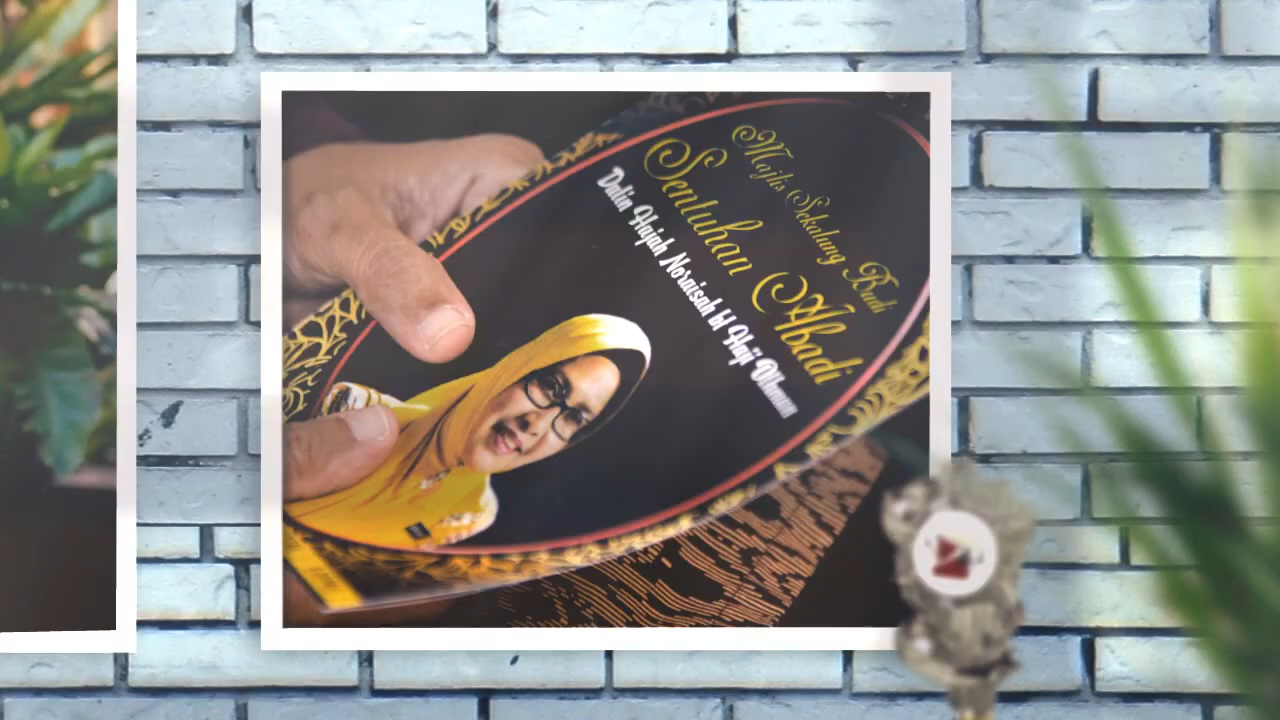 Majlis Sekalung Budi
Sentuhan Abadi
Datin Hajah Noraisah bt Haji Othman